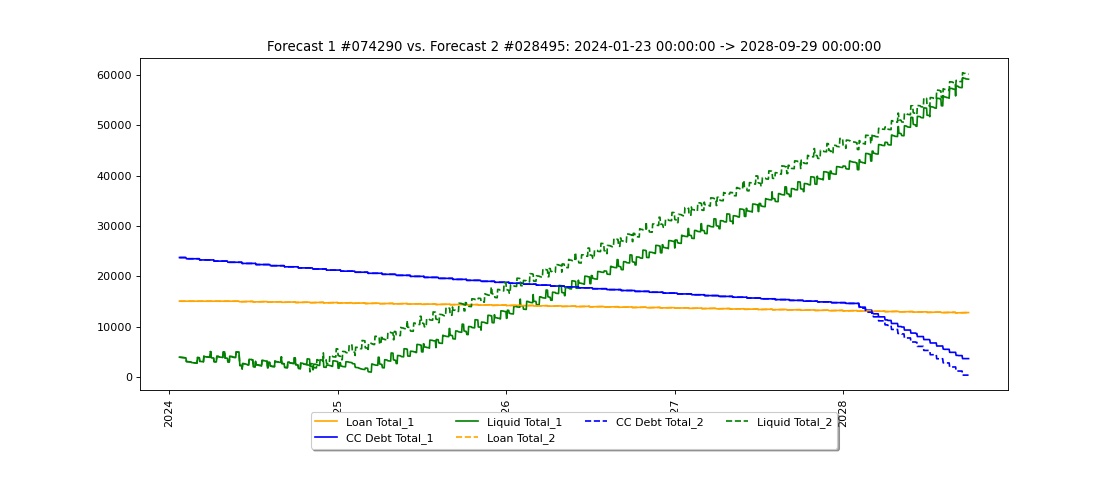 Forecast 1 #074290 vs. Forecast 2 #028495: 2024-01-23 00:00:00 -> 2028-09-29 00:00:00
60000
50000
40000
30000
20000
10000
0
2024
25
26
27
2028
Loan Total_1
Liquid Total_1
CC Debt Total_2
Liquid Total_2
CC Debt Total_1
Loan Total_2